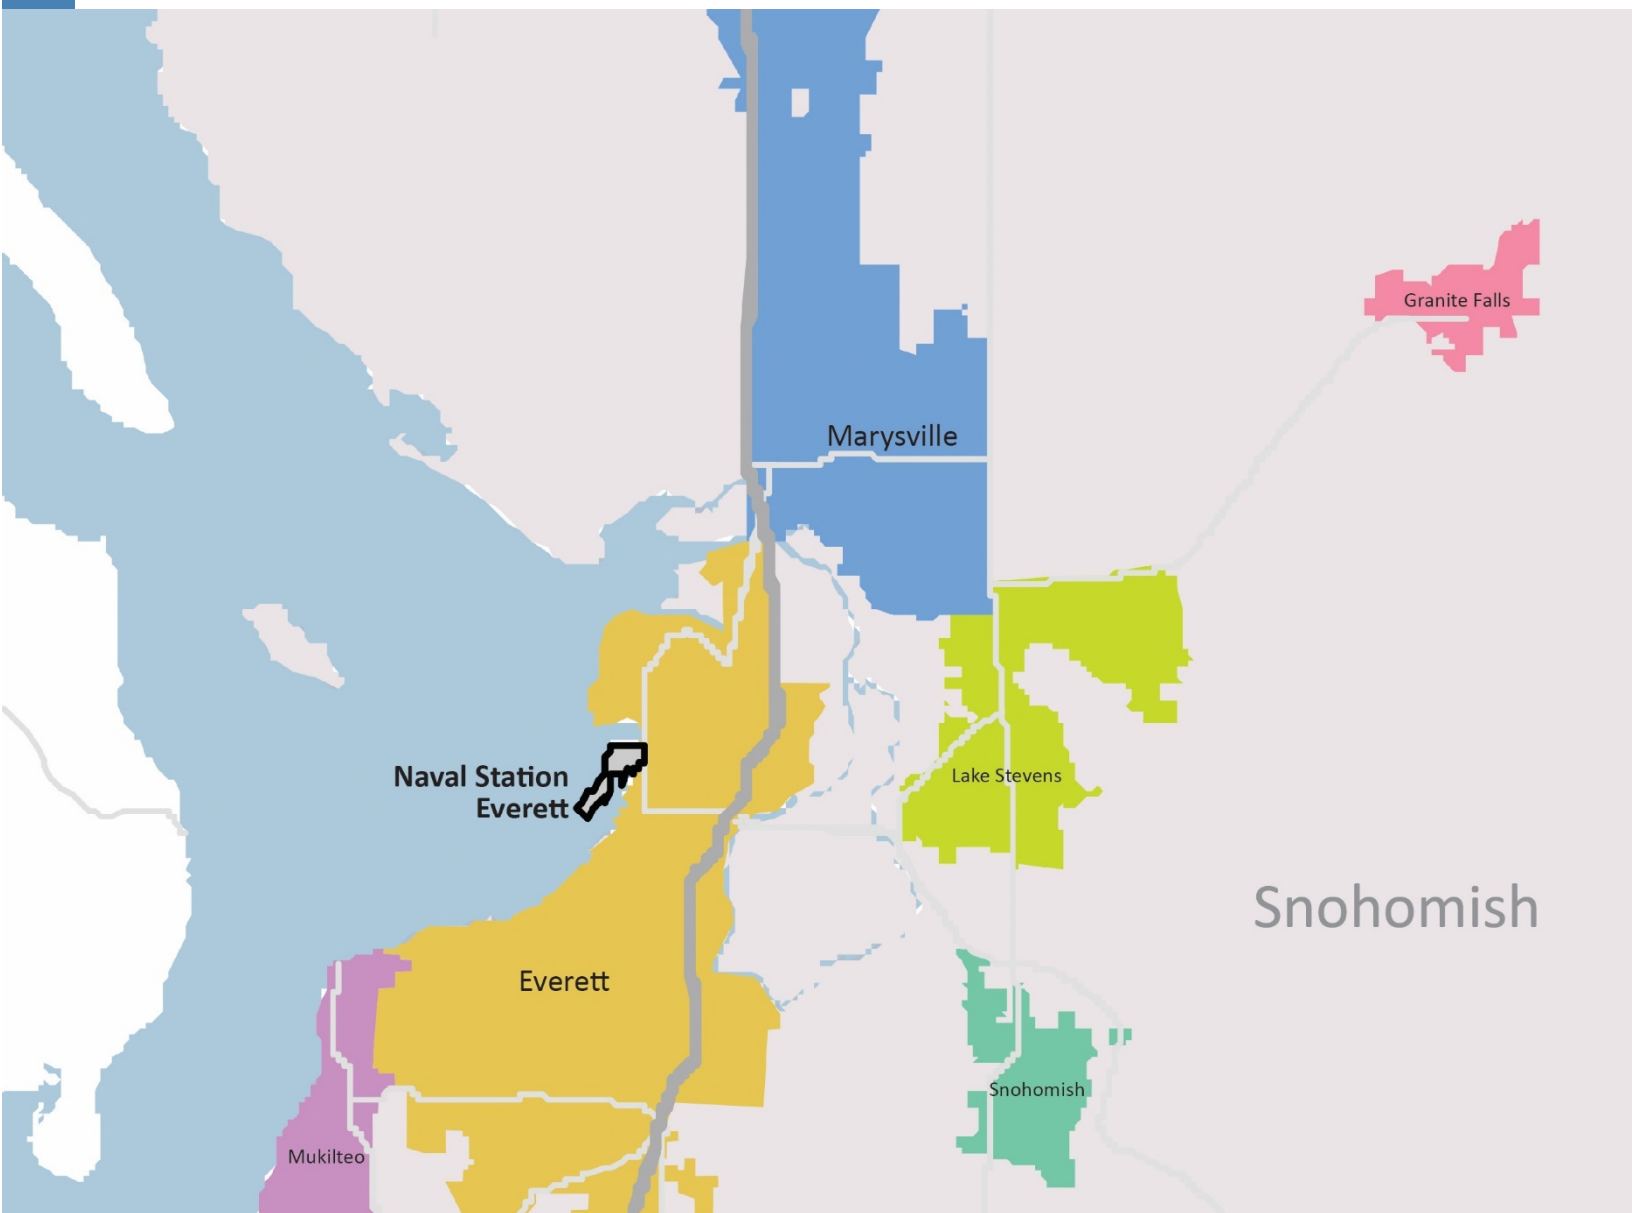 Granite Falls
Marysville
Naval Station
Everett
Lake Stevens
Snohomish
Everett
Snohomish
Mukilteo